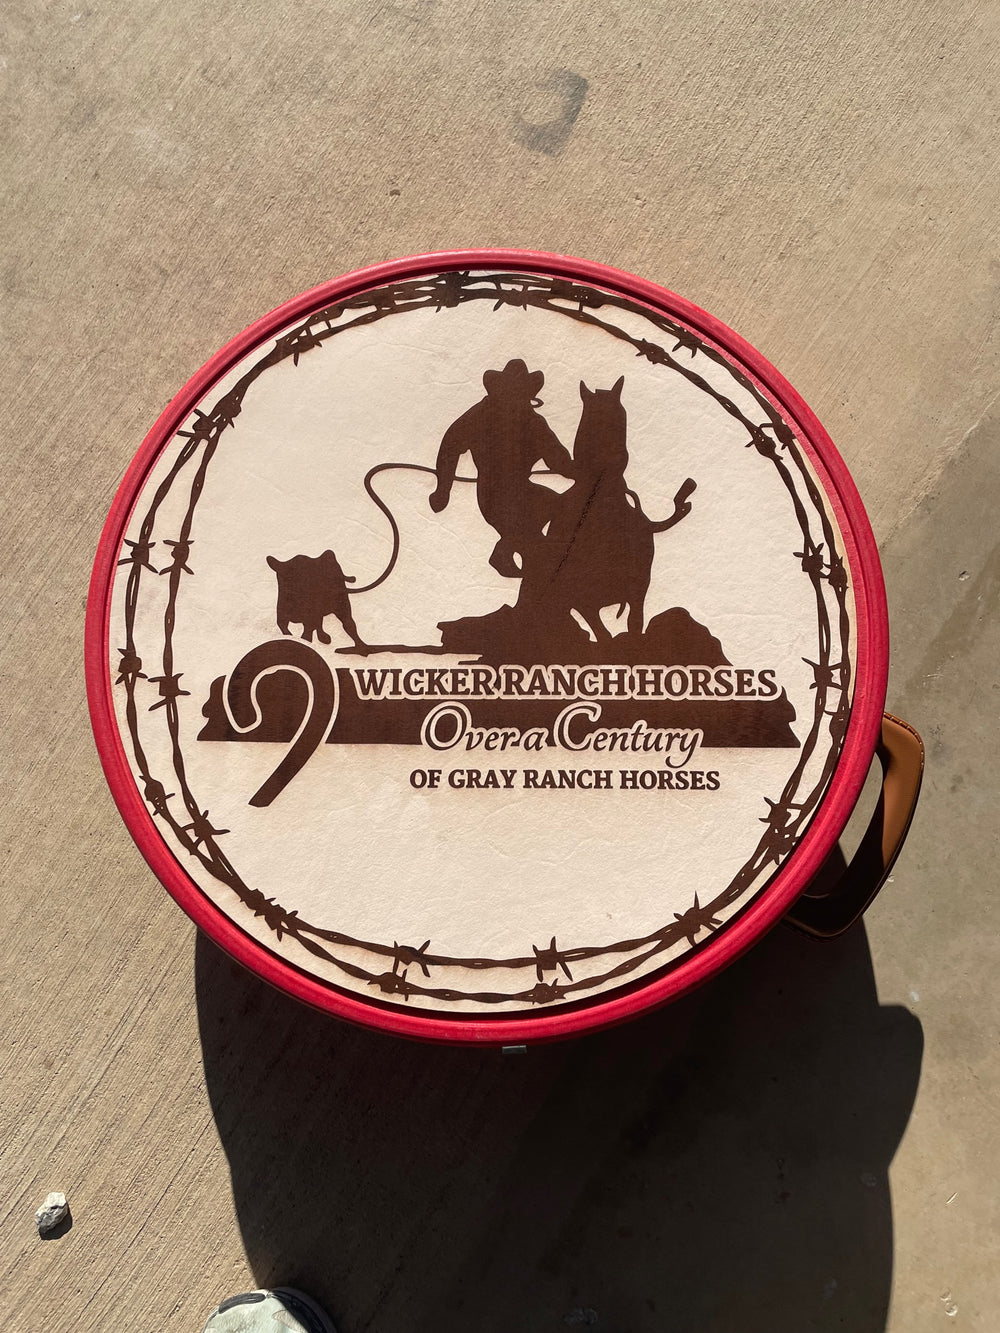 WICKER RANCH HORSES
Over a Century
OF GRAY RANCH HORSES